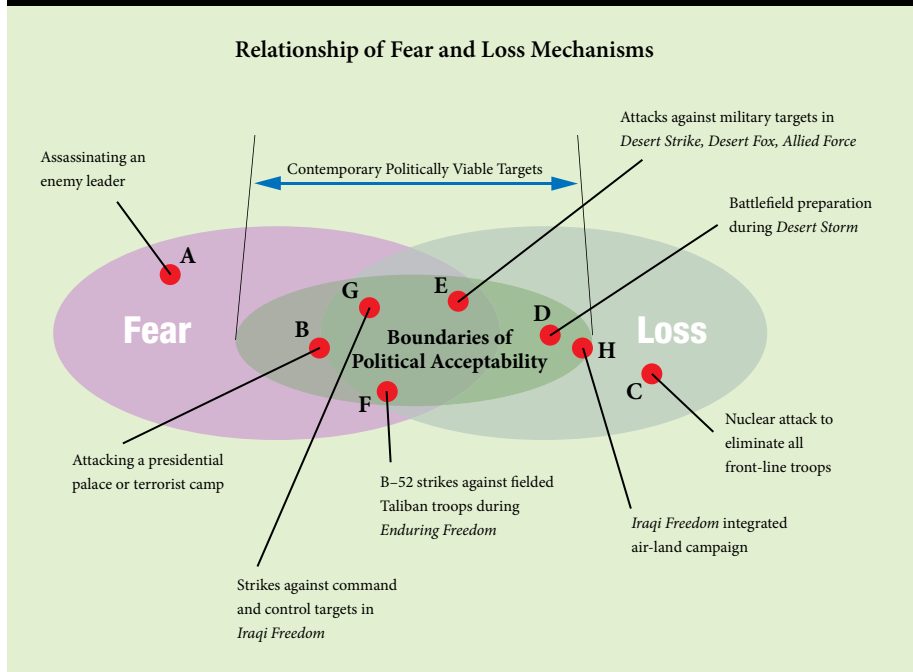 Relationship of Fear and Loss Mechanisms
Attacks against military targets in
Desert Strike, Desert Fox, Allied Force
Assassinating an
enemy leader
Contemporary Politically Viable Targets
Battlefield preparation
during Desert Storm
A
G
E
D
B
H
F
C
Fear
Boundaries of
Political Acceptability
Loss
Attacking a presidential
palace or terrorist camp
B–52 strikes against fielded
Taliban troops during
Enduring Freedom
Nuclear attack to
eliminate all
front-line troops
Iraqi Freedom integrated
air-land campaign
Strikes against command
and control targets in
Iraqi Freedom